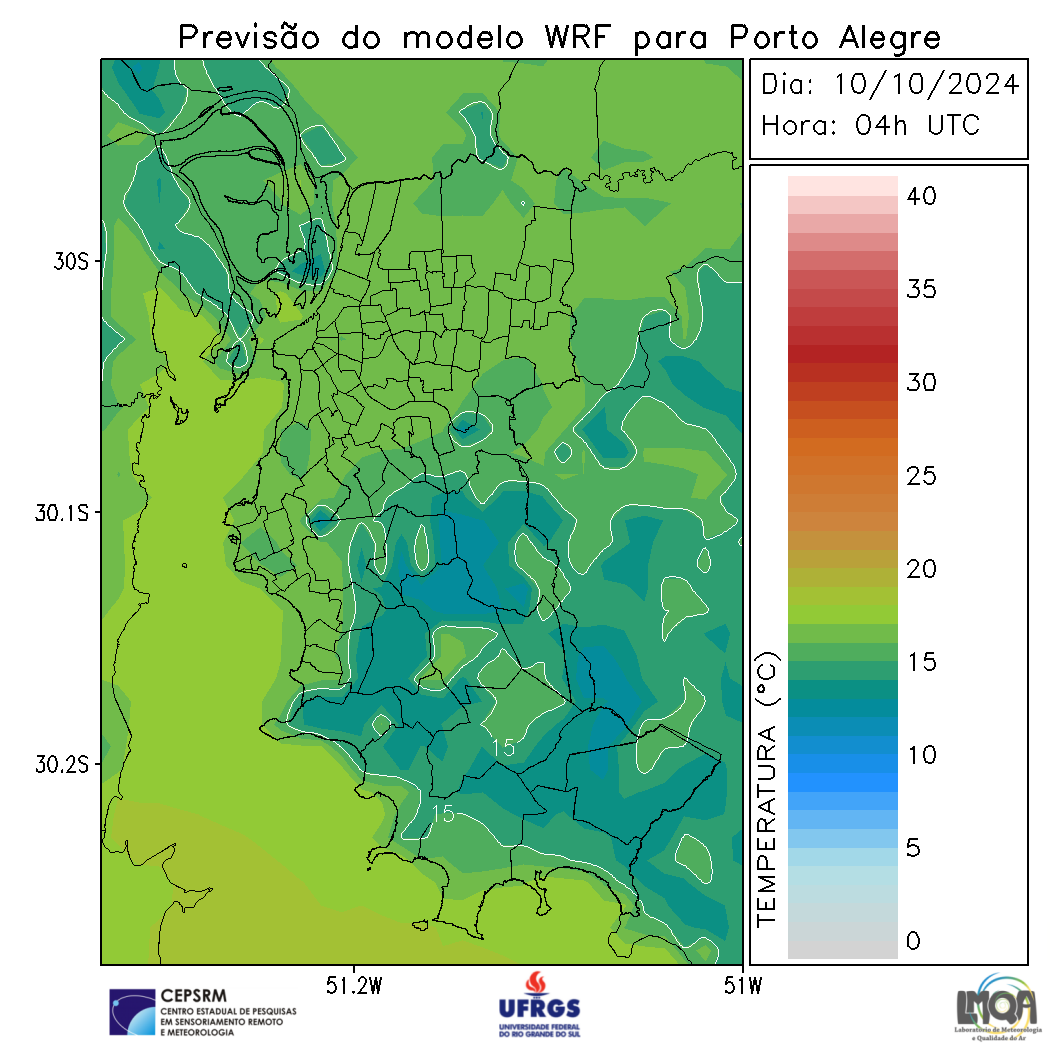 Previsão do modelo WRF para Porto Alegre
Dia: 10/10/2024
Hora: 04h UTC
30S
30.1S
30.2S
51.2W
51W
15
15
TEMPERATURA (°C)
40
35
30
25
20
15
10
5
0
CEPSRM
CENTRO ESTADUAL DE PESQUISAS
EM SENSORIAMENTO REMOTO
E METEOROLOGIA
UFRGS
UNIVERSIDADE FEDERAL
DO RIO GRANDE DO SUL
LMQA
Laboratório de Meteorologia
e Qualidade do Ar